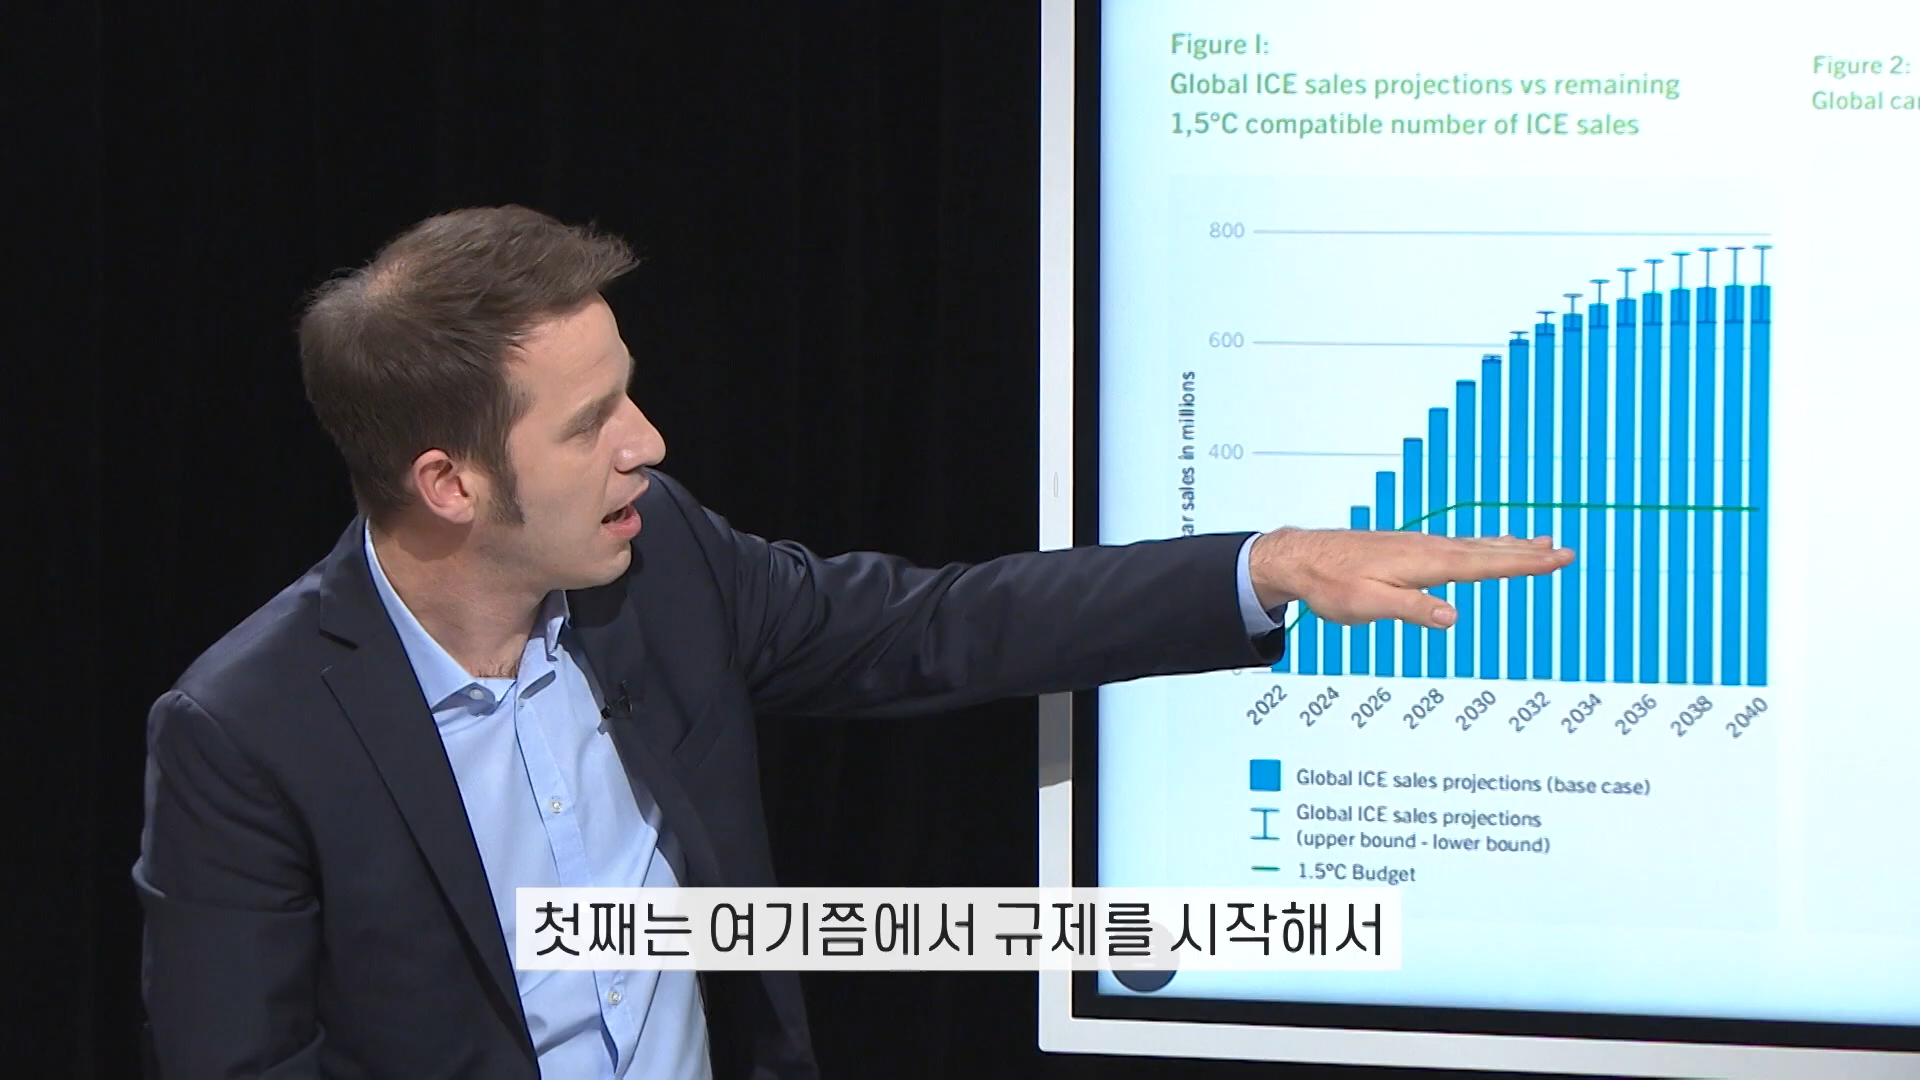 Figure 1:
Global ICE sales projections vs remaining
1,5°C compatible number of ICE sales
Figure 2:
Global
800
600
400
sales in millions
2022
2024
2026
2028
2030
2032
2034
2036
2038
2040
Global ICE sales projections (base case)
Global ICE sales projections
(upper bound - lower bound)
1.5°C Budget
첫째는 여기쯤에서 규제를 시작해서